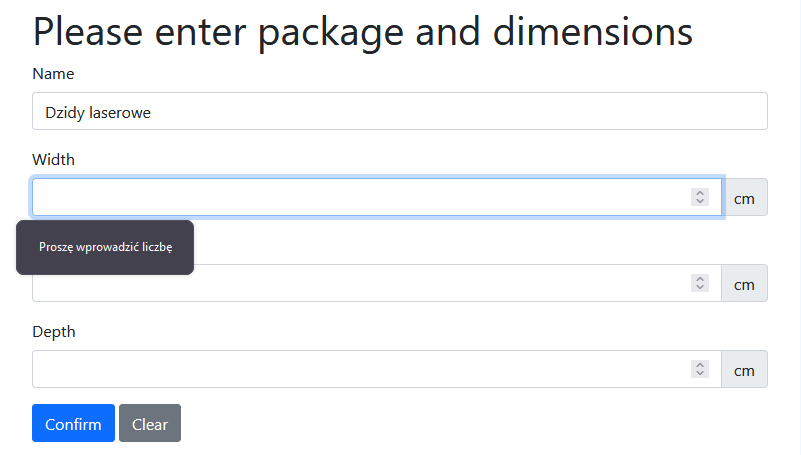 Please enter package and dimensions
Name
Dzidy laserowe
Width
cm
Proszę wprowadzić liczbę
cm
Depth
cm
Confirm Clear